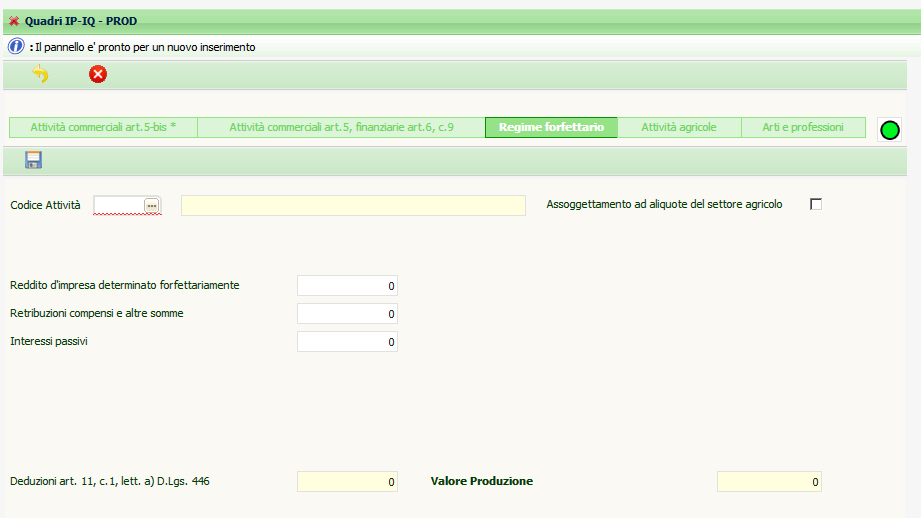 Quadri IP-IQ - PROD
: Il pannello e' pronto per un nuovo inserimento
Attività commerciali art.5-bis * Attività commerciali art.5, finanziarie art.6, c.9 Regime forfettario Attività agricole Arti e professioni
Codice Attività ... Assoggettamento ad aliquote del settore agricolo
Reddito d'impresa determinato forfettariamente 0
Retribuzioni compensi e altre somme 0
Interessi passivi 0
Deduzioni art. 11, c.1, lett. a) D.Lgs. 446 0 Valore Produzione 0